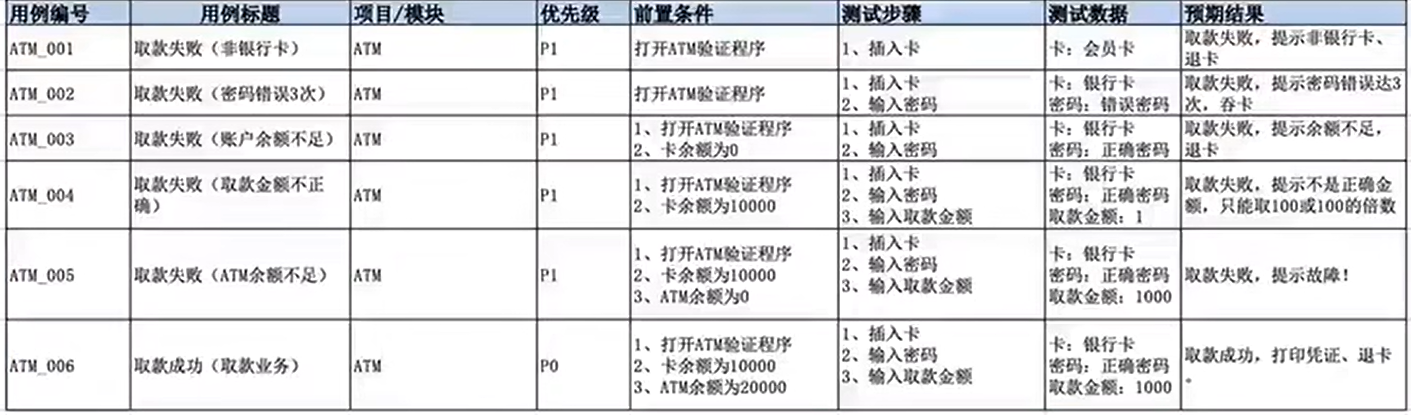 用例编号 用例标题 项目/模块 优先级 前置条件 测试步骤 测试数据 预期结果
ATM_001 取款失败（非银行卡） ATM P1 打开ATM验证程序 1、插入卡 卡：会员卡 取款失败，提示非银行卡、
退卡
ATM_002 取款失败（密码错误3次） ATM P1 打开ATM验证程序 1、插入卡 卡：银行卡 取款失败，提示密码错误达3
2、输入密码 密码：错误密码 次，吞卡
ATM_003 取款失败（账户余额不足） ATM P1 1、打开ATM验证程序 1、插入卡 卡：银行卡 取款失败，提示余额不足，
2、卡余额为0 2、输入密码 密码：正确密码 退卡
ATM_004 取款失败（取款金额不正 ATM P1 1、打开ATM验证程序 1、插入卡 卡：银行卡 取款失败，提示不是正确金
确） 2、卡余额为10000 2、输入密码 密码：正确密码 额，只能取100或100的倍数
3、输入取款金额 取款金额：1
ATM_005 取款失败（ATM余额不足） ATM P1 1、打开ATM验证程序 1、插入卡 卡：银行卡 取款失败，提示故障！
2、卡余额为10000 2、输入密码 密码：正确密码
3、ATM余额为0 3、输入取款金额 取款金额：1000
ATM_006 取款成功（取款业务） ATM P0 1、打开ATM验证程序 1、插入卡 卡：银行卡 取款成功，打印凭证、退卡
2、卡余额为10000 2、输入密码 密码：正确密码 。
3、ATM余额为20000 3、输入取款金额 取款金额：1000